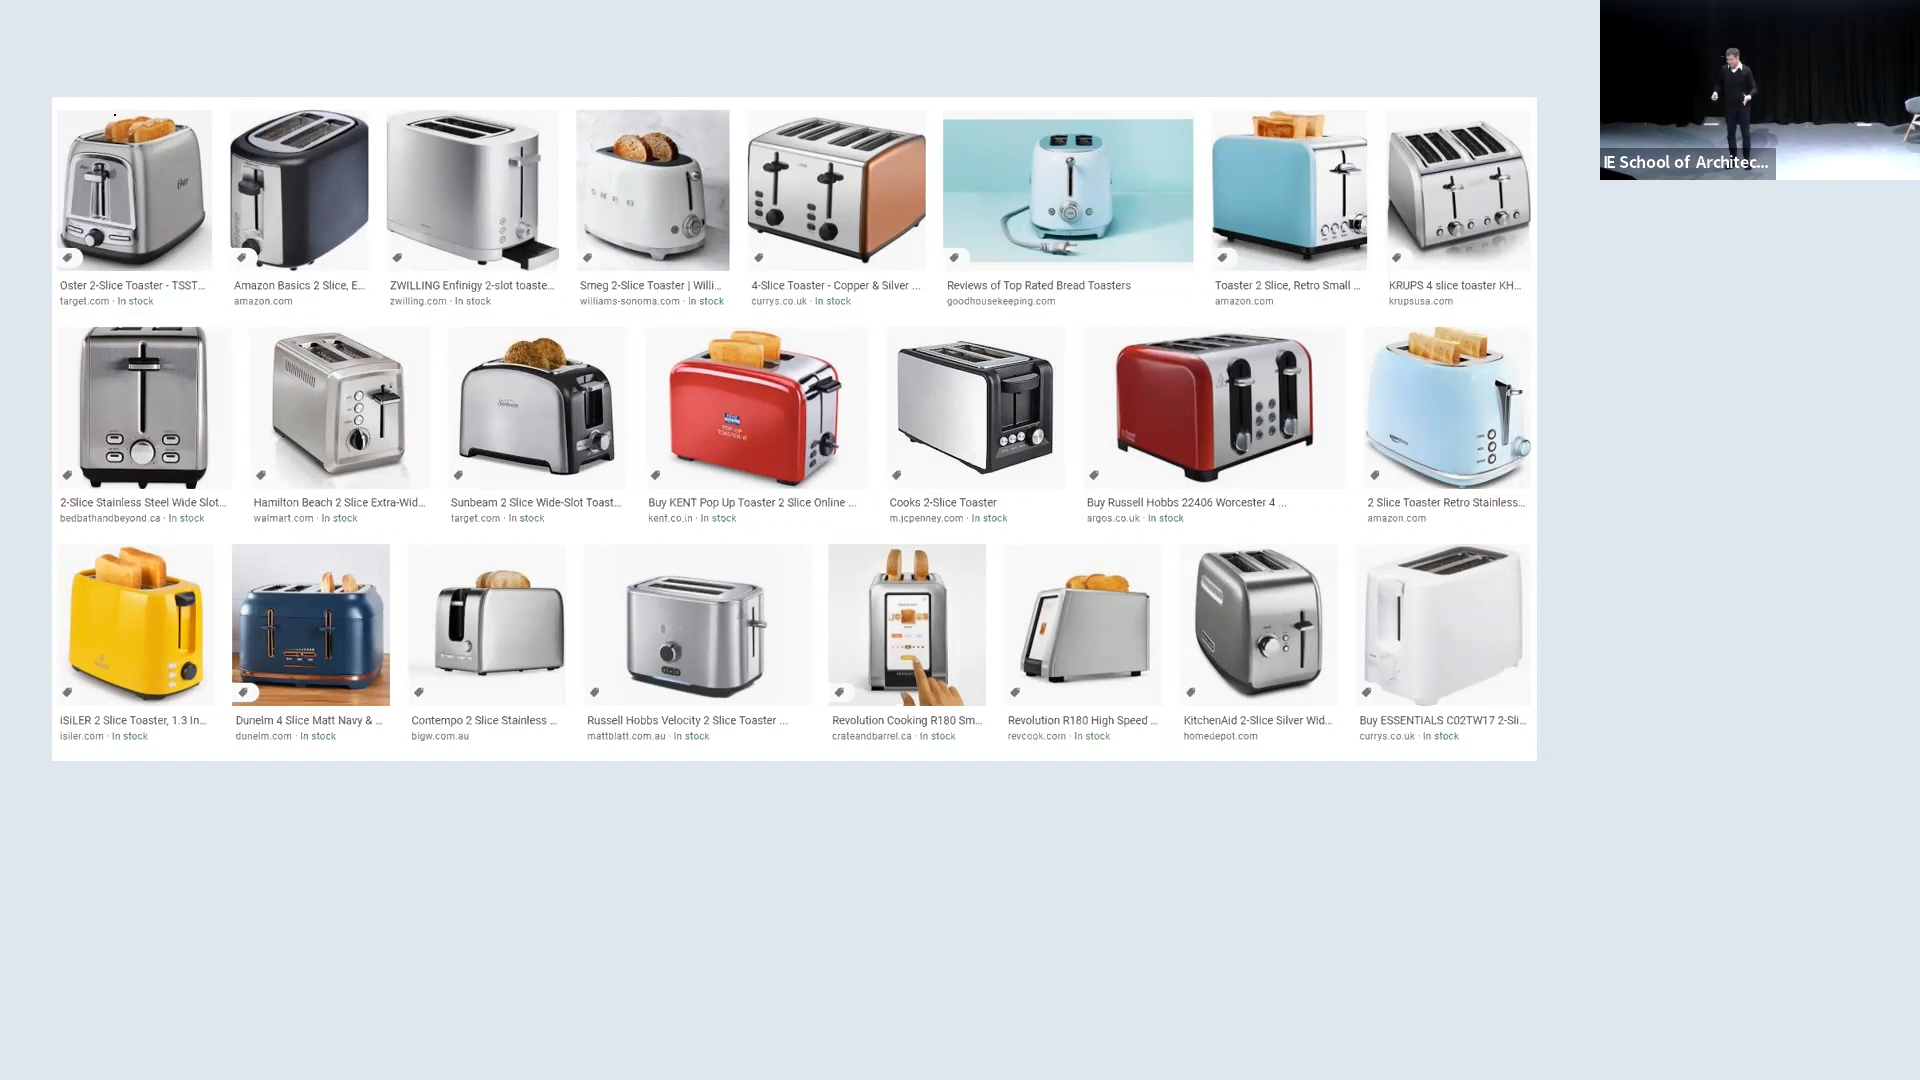 IE School of Architec...
Oster 2-Slice Toaster - TSST...
target.com · In stock
Amazon Basics 2 Slice, E...
amazon.com
ZWILLING Enfinigy 2-slot toaste...
zwilling.com · In stock
Smeg 2-Slice Toaster | Willi...
williams-sonoma.com · In stock
4-Slice Toaster - Copper & Silver ...
currys.co.uk · In stock
Reviews of Top Rated Bread Toasters
goodhousekeeping.com
Toaster 2 Slice, Retro Small ...
amazon.com
KRUPS 4 slice toaster KH...
krupsusa.com
2-Slice Stainless Steel Wide Slot...
bedbathandbeyond.ca · In stock
Hamilton Beach 2 Slice Extra-Wid...
walmart.com · In stock
Sunbeam 2 Slice Wide-Slot Toast...
target.com · In stock
Buy KENT Pop Up Toaster 2 Slice Online ...
kent.co.in · In stock
Cooks 2-Slice Toaster
m.jcpenney.com · In stock
Buy Russell Hobbs 22406 Worcester 4 ...
argos.co.uk · In stock
2 Slice Toaster Retro Stainless...
amazon.com
iSiLER 2 Slice Toaster, 1.3 In...
isiler.com · In stock
Dunelm 4 Slice Matt Navy & ...
dunelm.com · In stock
Contempo 2 Slice Stainless ...
bigw.com.au
Russell Hobbs Velocity 2 Slice Toaster ...
mattblatt.com.au · In stock
Revolution Cooking R180 Sm...
crateandbarrel.ca · In stock
Revolution R180 High Speed ...
revcook.com · In stock
KitchenAid 2-Slice Silver Wid...
homedepot.com
Buy ESSENTIALS C02TW17 2-Sli...
currys.co.uk · In stock